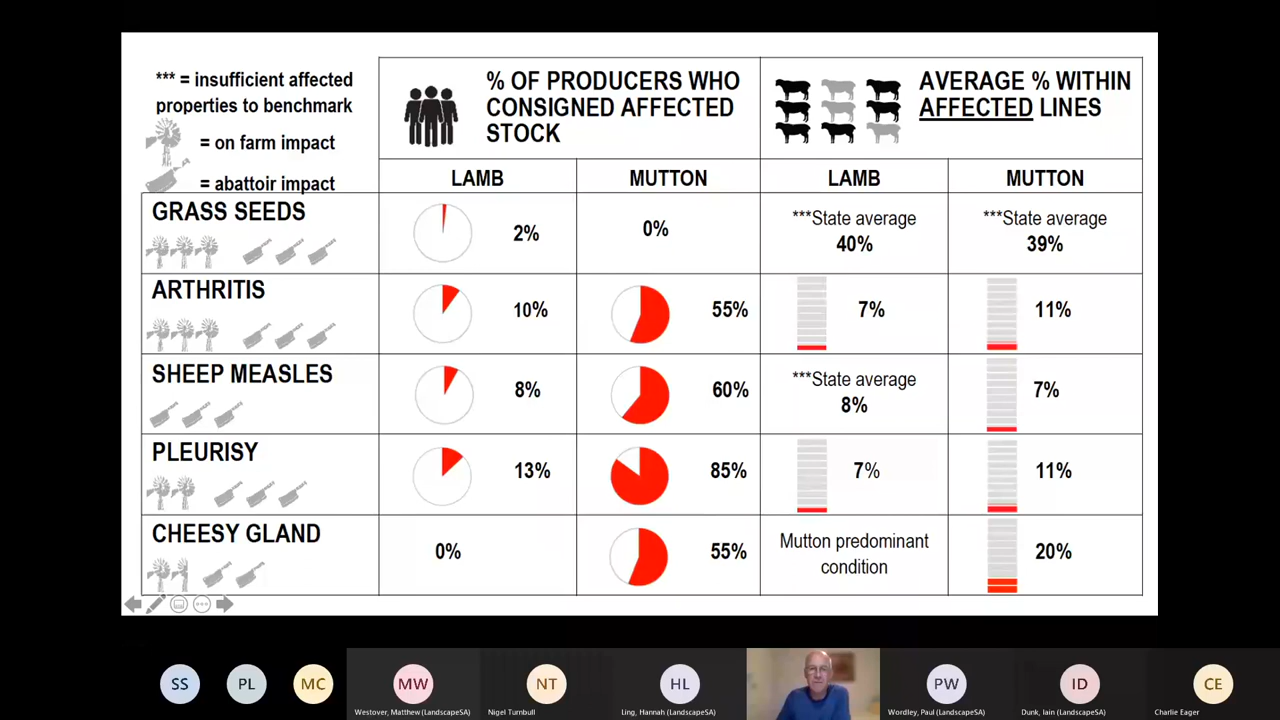 *** = insufficient affected
properties to benchmark
= on farm impact
= abattoir impact
% OF PRODUCERS WHO
CONSIGNED AFFECTED
STOCK
AVERAGE % WITHIN
AFFECTED LINES
LAMB
MUTTON
LAMB
MUTTON
GRASS SEEDS
2%
0%
***State average
40%
***State average
39%
ARTHRITIS
10%
55%
7%
11%
SHEEP MEASLES
8%
60%
***State average
8%
7%
PLEURISY
13%
85%
7%
11%
CHEESY GLAND
0%
55%
Mutton predominant
condition
20%
SS
PL
MC
MW
Westover, Matthew (LandscapeSA)
NT
Nigel Turnbull
HL
Ling, Hannah (LandscapeSA)
PW
Wordley, Paul (LandscapeSA)
ID
Dunk, Iain (LandscapeSA)
CE
Charlie Eager